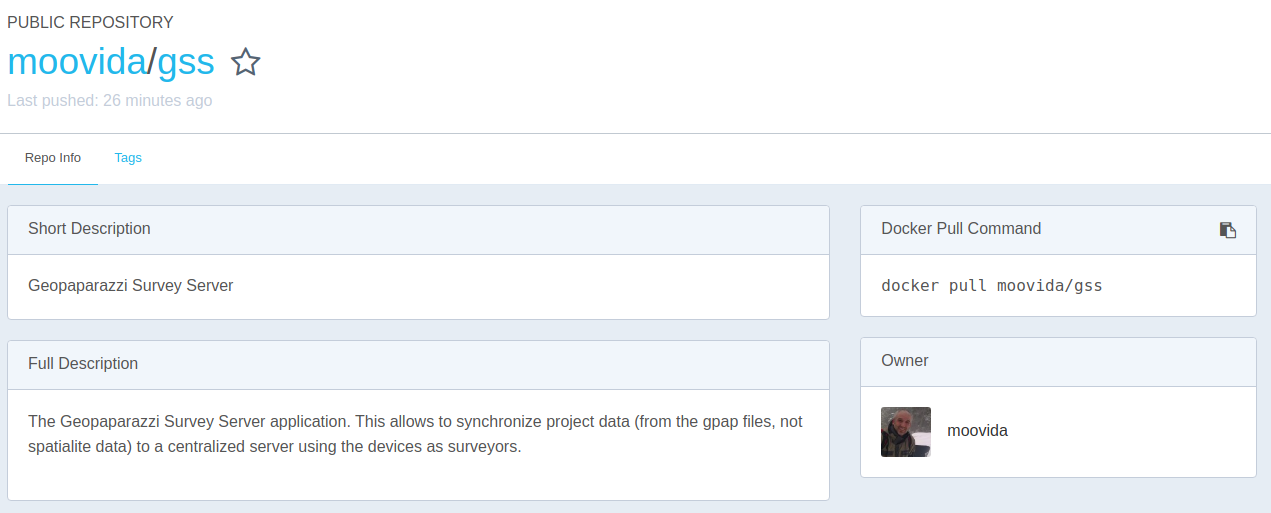 PUBLIC REPOSITORY
moovida/gss
Last pushed: 26 minutes ago
Repo Info
Tags
Short Description
Geopaparazzi Survey Server
Full Description
The Geopaparazzi Survey Server application. This allows to synchronize project data (from the gpap files, not
spatialite data) to a centralized server using the devices as surveyors.
Docker Pull Command
docker pull moovida/gss
Owner
moovida